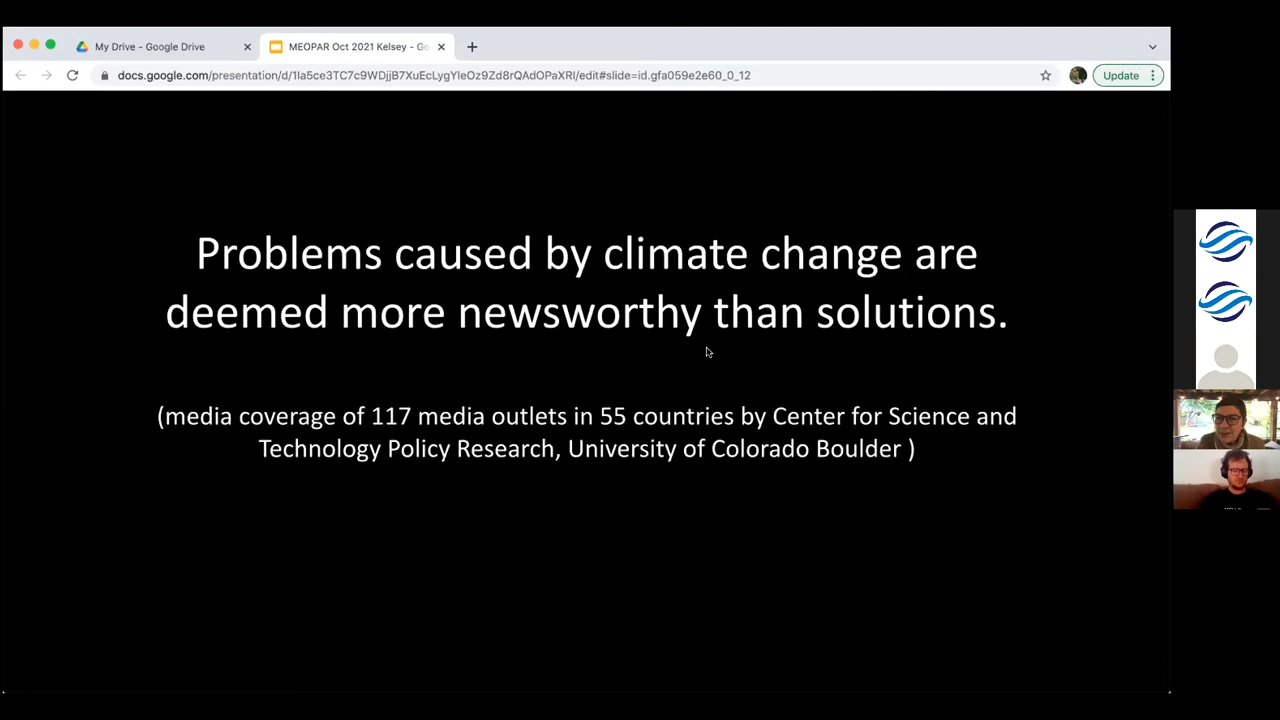 My Drive - Google Drive
MEOPAR Oct 2021 Kelsey - Go
docs.google.com/presentation/d/1Ia5ce3TC7c9WDjjB7XuEcLygYleOz9Zd8rQAdOPaXRI/edit#slide=id.gfa059e2e60_0_12
Update
Problems caused by climate change are
deemed more newsworthy than solutions.
(media coverage of 117 media outlets in 55 countries by Center for Science and
Technology Policy Research, University of Colorado Boulder )